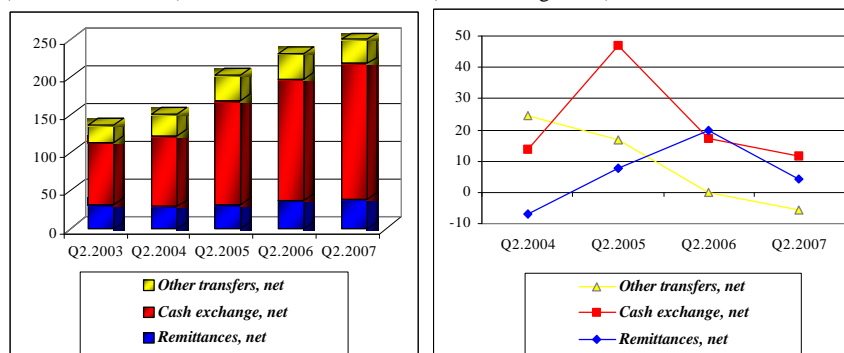 250
200
150
100
50
0
Q2.2003 Q2.2004 Q2.2005 Q2.2006 Q2.2007
Other transfers, net
Cash exchange, net
Remittances, net
50
40
30
20
10
0
-10
Q2.2004 Q2.2005 Q2.2006 Q2.2007
Other transfers, net
Cash exchange, net
Remittances, net